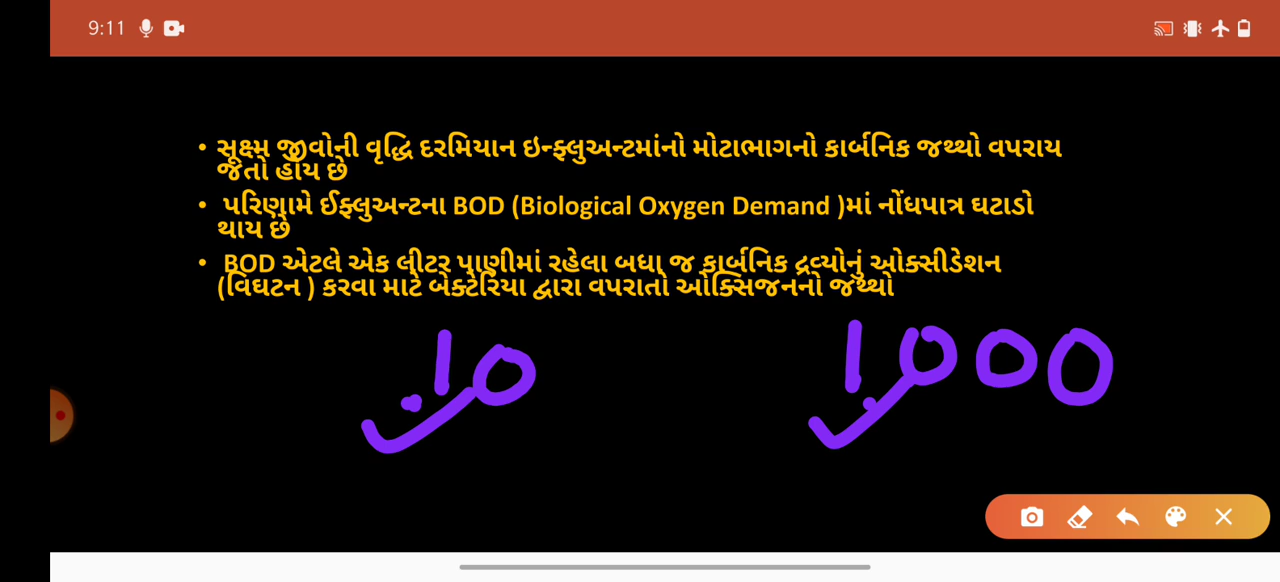 9:11
• સૂક્ષ્મ જીવોની વૃદ્ધિ દરમિયાન ઇન્ફ્લુઅન્ટમાંનો મોટાભાગનો કાર્બનિક જથ્થો વપરાય
જતો હોય છે
• પરિણામે ઈફ્લુઅન્ટના BOD (Biological Oxygen Demand )માં નોંધપાત્ર ઘટાડો
થાય છે
• BOD એટલે એક લીટર પાણીમાં રહેલા બધા જ કાર્બનિક દ્રવ્યોનું ઓક્સીડેશન
(વિઘટન ) કરવા માટે બેક્ટેરિયા દ્વારા વપરાતો ઓક્સિજનનો જથ્થો
10 1000